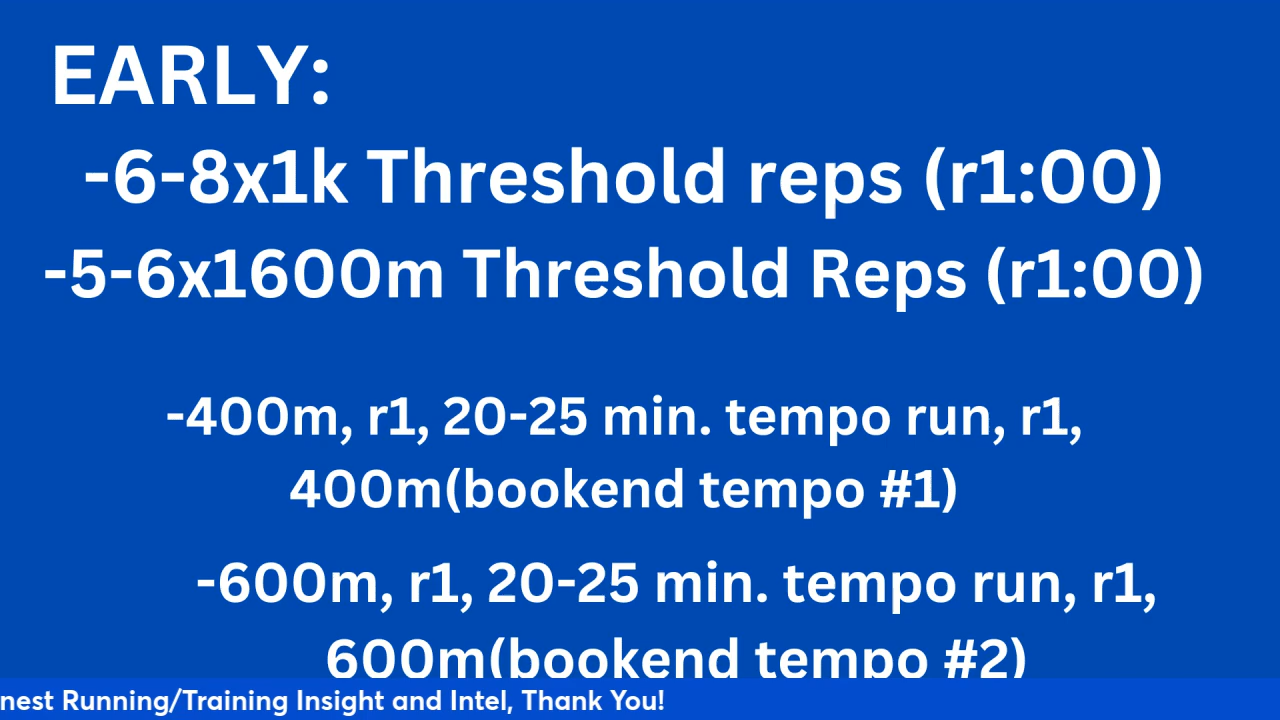 EARLY:
-6-8x1k Threshold reps (r1:00)
-5-6x1600m Threshold Reps (r1:00)
-400m, r1, 20-25 min. tempo run, r1,
400m(bookend tempo #1)
-600m, r1, 20-25 min. tempo run, r1,
600m(bookend tempo #2)
nest Running/Training Insight and Intel, Thank You!